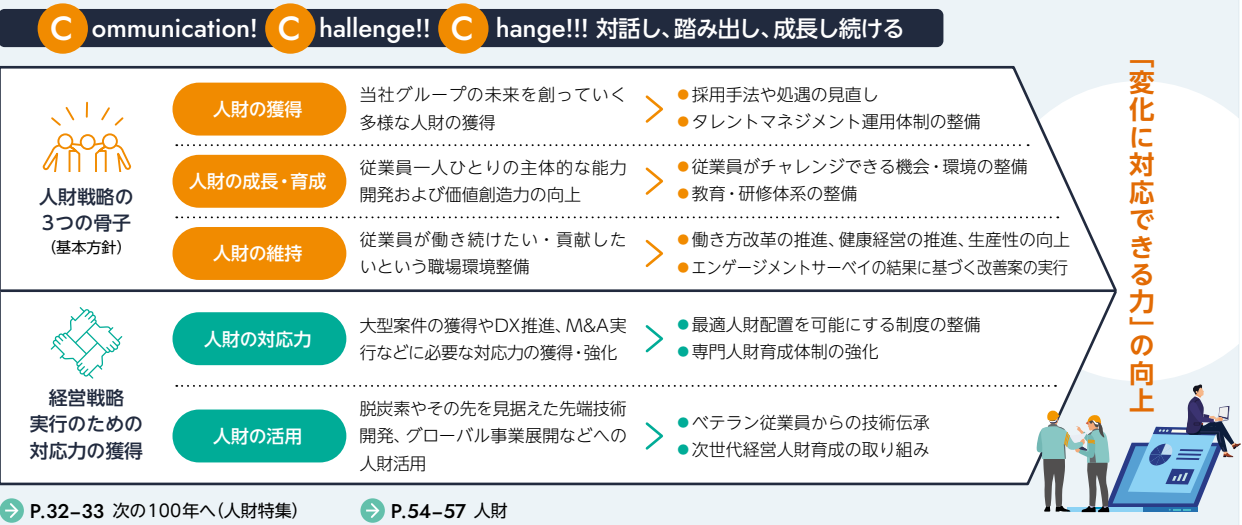 Communication! Challenge!! Change!!! 対話し、踏み出し、成長し続ける
人財戦略の
3つの骨子
(基本方針)
人財の獲得
当社グループの未来を創っていく
多様な人財の獲得
●採用手法や処遇の見直し
●タレントマネジメント運用体制の整備
人財の成長・育成
従業員一人ひとりの主体的な能力
開発および価値創造力の向上
●従業員がチャレンジできる機会・環境の整備
●教育・研修体系の整備
人財の維持
従業員が働き続けたい・貢献した
いという職場環境整備
●働き方改革の推進、健康経営の推進、生産性の向上
●エンゲージメントサーベイの結果に基づく改善案の実行
経営戦略
実行のための
対応力の獲得
人財の対応力
大型案件の獲得やDX推進、M&A実
行などに必要な対応力の獲得・強化
●最適人財配置を可能にする制度の整備
●専門人財育成体制の強化
人財の活用
脱炭素やその先を見据えた先端技術
開発、グローバル事業展開などへの
人財活用
●ベテラン従業員からの技術伝承
●次世代経営人財育成の取り組み
「変化に対応できる力」の向上
P.32–33 次の100年へ(人財特集)
P.54–57 人財